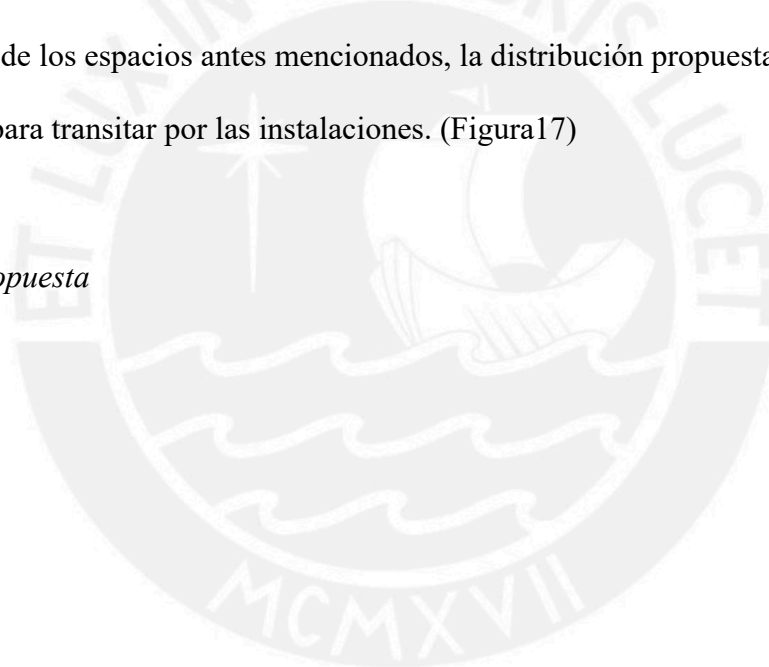 de los espacios antes mencionados, la distribución propuesta
para transitar por las instalaciones. (Figura17)
opuesta
ET LUX IN
BRIS LUCET
MCMXVII